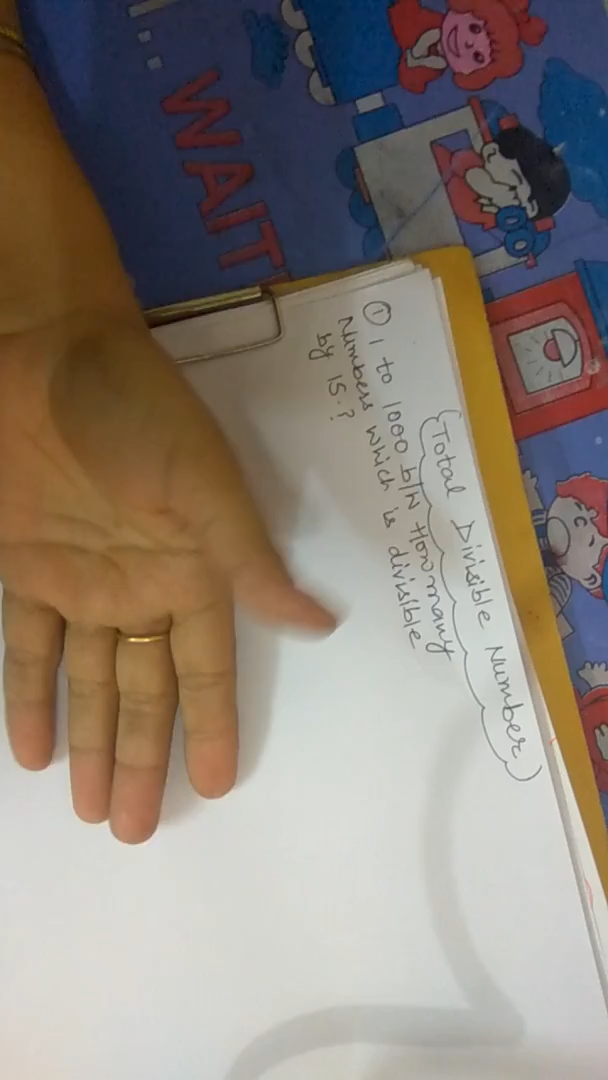 (Total Divisible Number)
① 1 to 1000 b/w How many
Numbers which is divisible
by 15.?
.. WAIT